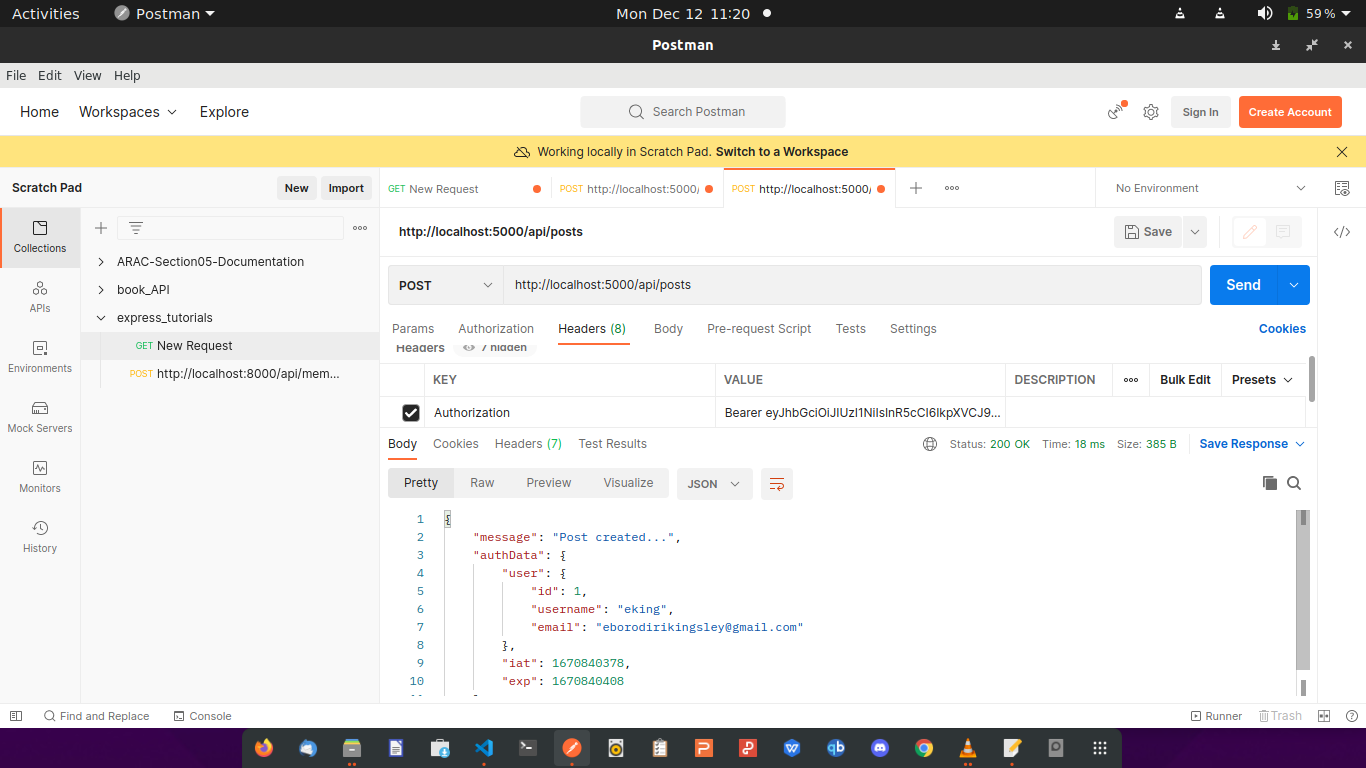 Activities Postman Mon Dec 12 11:20 59 %
Postman
File Edit View Help
Home Workspaces Explore Search Postman Sign In Create Account
Working locally in Scratch Pad. Switch to a Workspace
Scratch Pad New Import GET New Request POST http://localhost:5000/ POST http://localhost:5000/ No Environment
Collections
APIs
Environments
Mock Servers
Monitors
History
ARAC-Section05-Documentation
book_API
express_tutorials
GET New Request
POST http://localhost:8000/api/mem...
http://localhost:5000/api/posts Save
POST http://localhost:5000/api/posts Send
Params Authorization Headers (8) Body Pre-request Script Tests Settings Cookies
Headers 7 hidden
KEY VALUE DESCRIPTION Bulk Edit Presets
Authorization Bearer eyJhbGciOiJIUzI1NiIsInR5cCI6IkpXVCJ9...
Body Cookies Headers (7) Test Results Status: 200 OK Time: 18 ms Size: 385 B Save Response
Pretty Raw Preview Visualize JSON
1 {
2 "message": "Post created...",
3 "authData": {
4 "user": {
5 "id": 1,
6 "username": "eking",
7 "email": "eborodirikingsley@gmail.com"
8 },
9 "iat": 1670840378,
10 "exp": 1670840408
Find and Replace Console Runner Trash